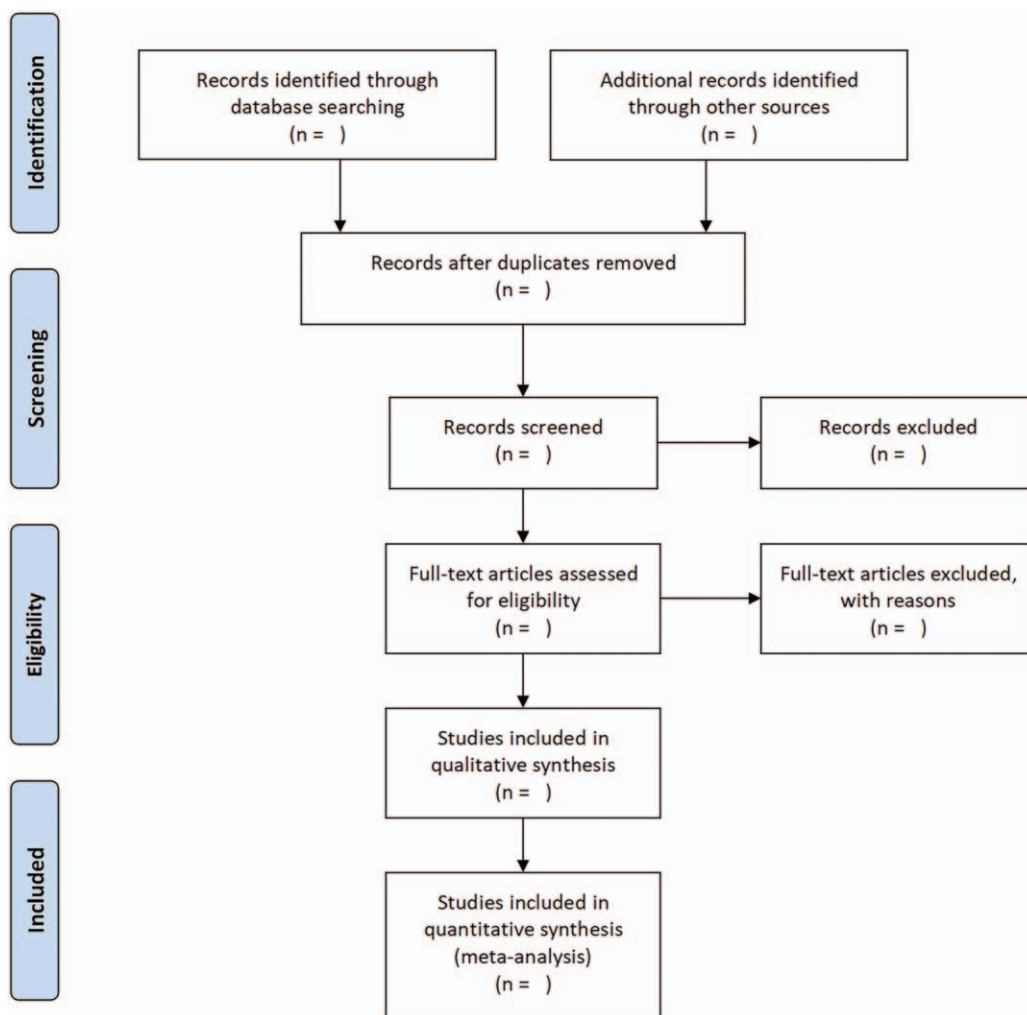 Identification
Records identified through
database searching
(n =   )
Additional records identified
through other sources
(n =   )
Records after duplicates removed
(n =   )
Screening
Records screened
(n =   )
Records excluded
(n =   )
Eligibility
Full-text articles assessed
for eligibility
(n =   )
Full-text articles excluded,
with reasons
(n =   )
Studies included in
qualitative synthesis
(n =   )
Included
Studies included in
quantitative synthesis
(meta-analysis)
(n =   )